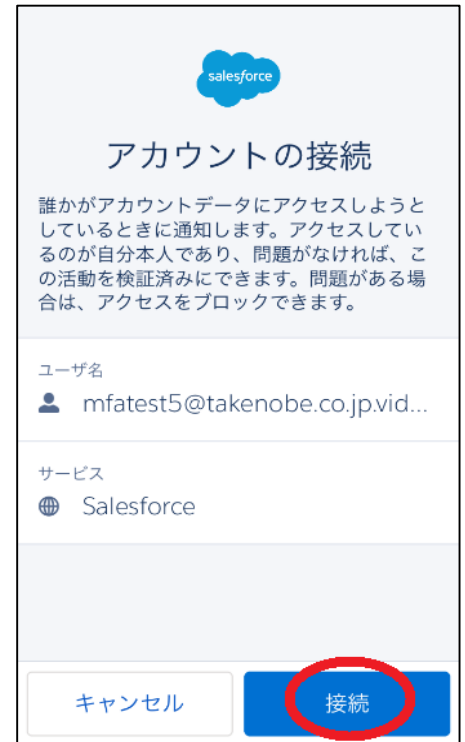 salesforce
アカウントの接続
誰かがアカウントデータにアクセスしようと
しているときに通知します。アクセスしてい
るのが自分本人であり、問題がなければ、こ
の活動を検証済みにできます。問題がある場
合は、アクセスをブロックできます。
ユーザ名
mfatest5@takenobe.co.jp.vid...
サービス
Salesforce
キャンセル
接続